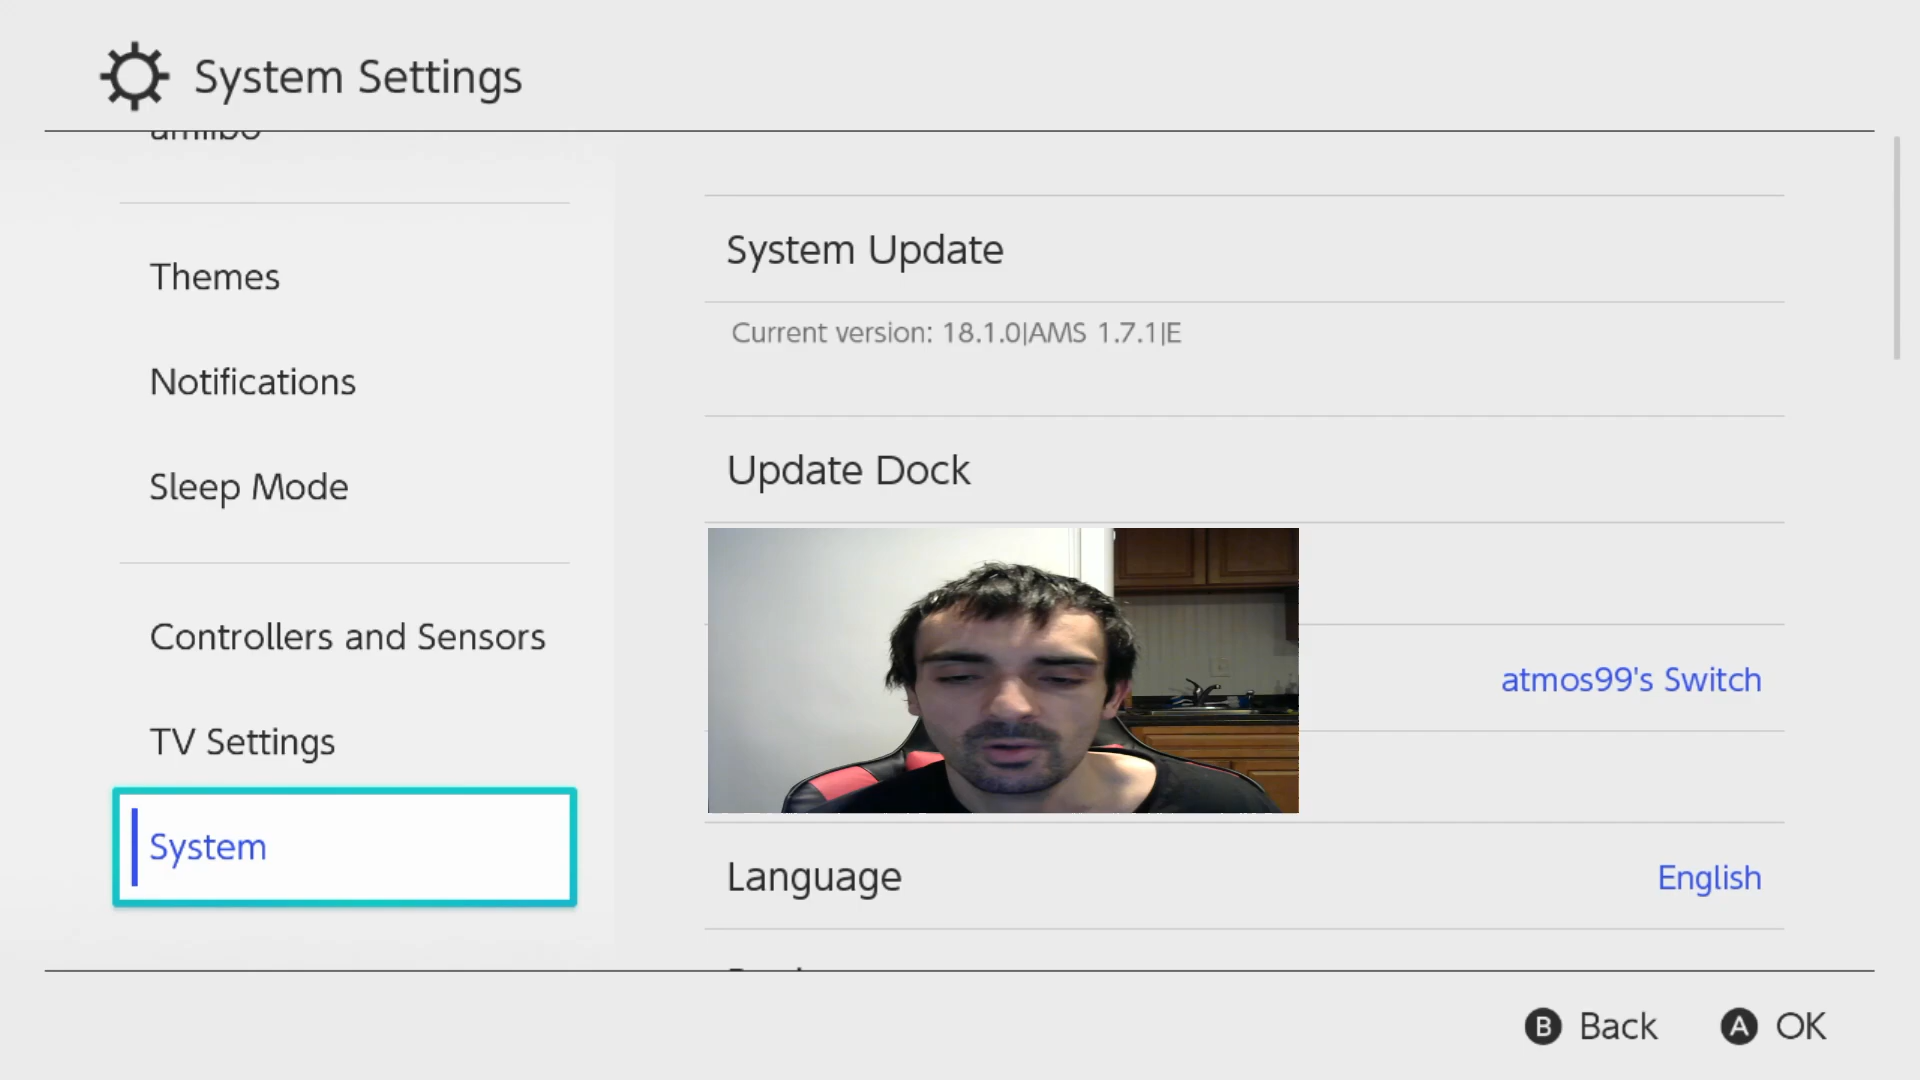 System Settings
amiibo
Themes
Notifications
Sleep Mode
Controllers and Sensors
TV Settings
System
System Update
Current version: 18.1.0|AMS 1.7.1|E
Update Dock
atmos99's Switch
Language
English
B Back
A OK